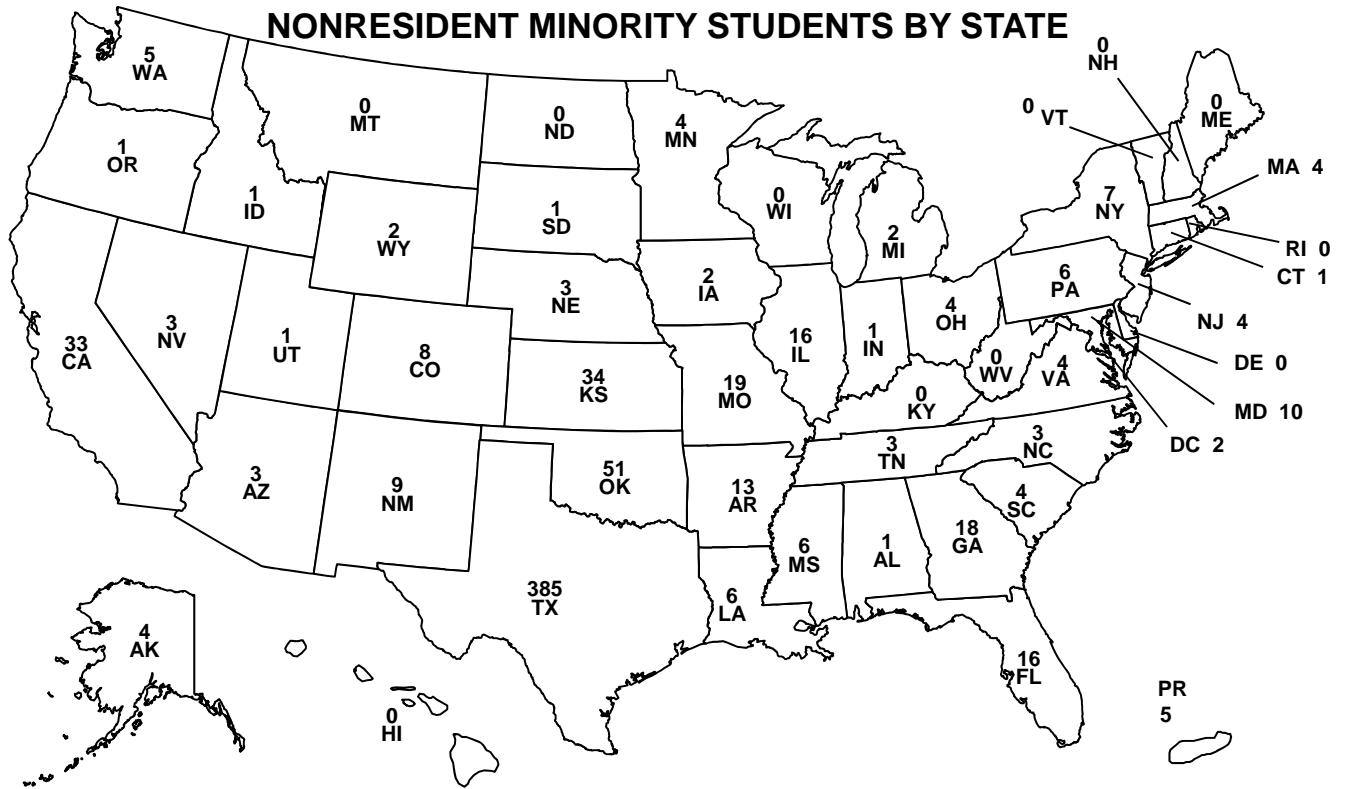 NONRESIDENT MINORITY STUDENTS BY STATE
0
NH
5
WA
0
MT
0
ND
4
MN
0 VT
0
ME
1
OR
1
ID
2
WY
1
SD
0
WI
2
MI
7
NY
MA 4
RI 0
CT 1
33
CA
3
NV
1
UT
8
CO
3
NE
2
IA
16
IL
1
IN
4
OH
6
PA
NJ 4
DE 0
34
KS
19
MO
0
KY
0
WV
4
VA
MD 10
DC 2
3
AZ
9
NM
51
OK
13
AR
3
TN
3
NC
4
SC
385
TX
6
LA
6
MS
1
AL
18
GA
4
AK
0
HI
16
FL
PR
5